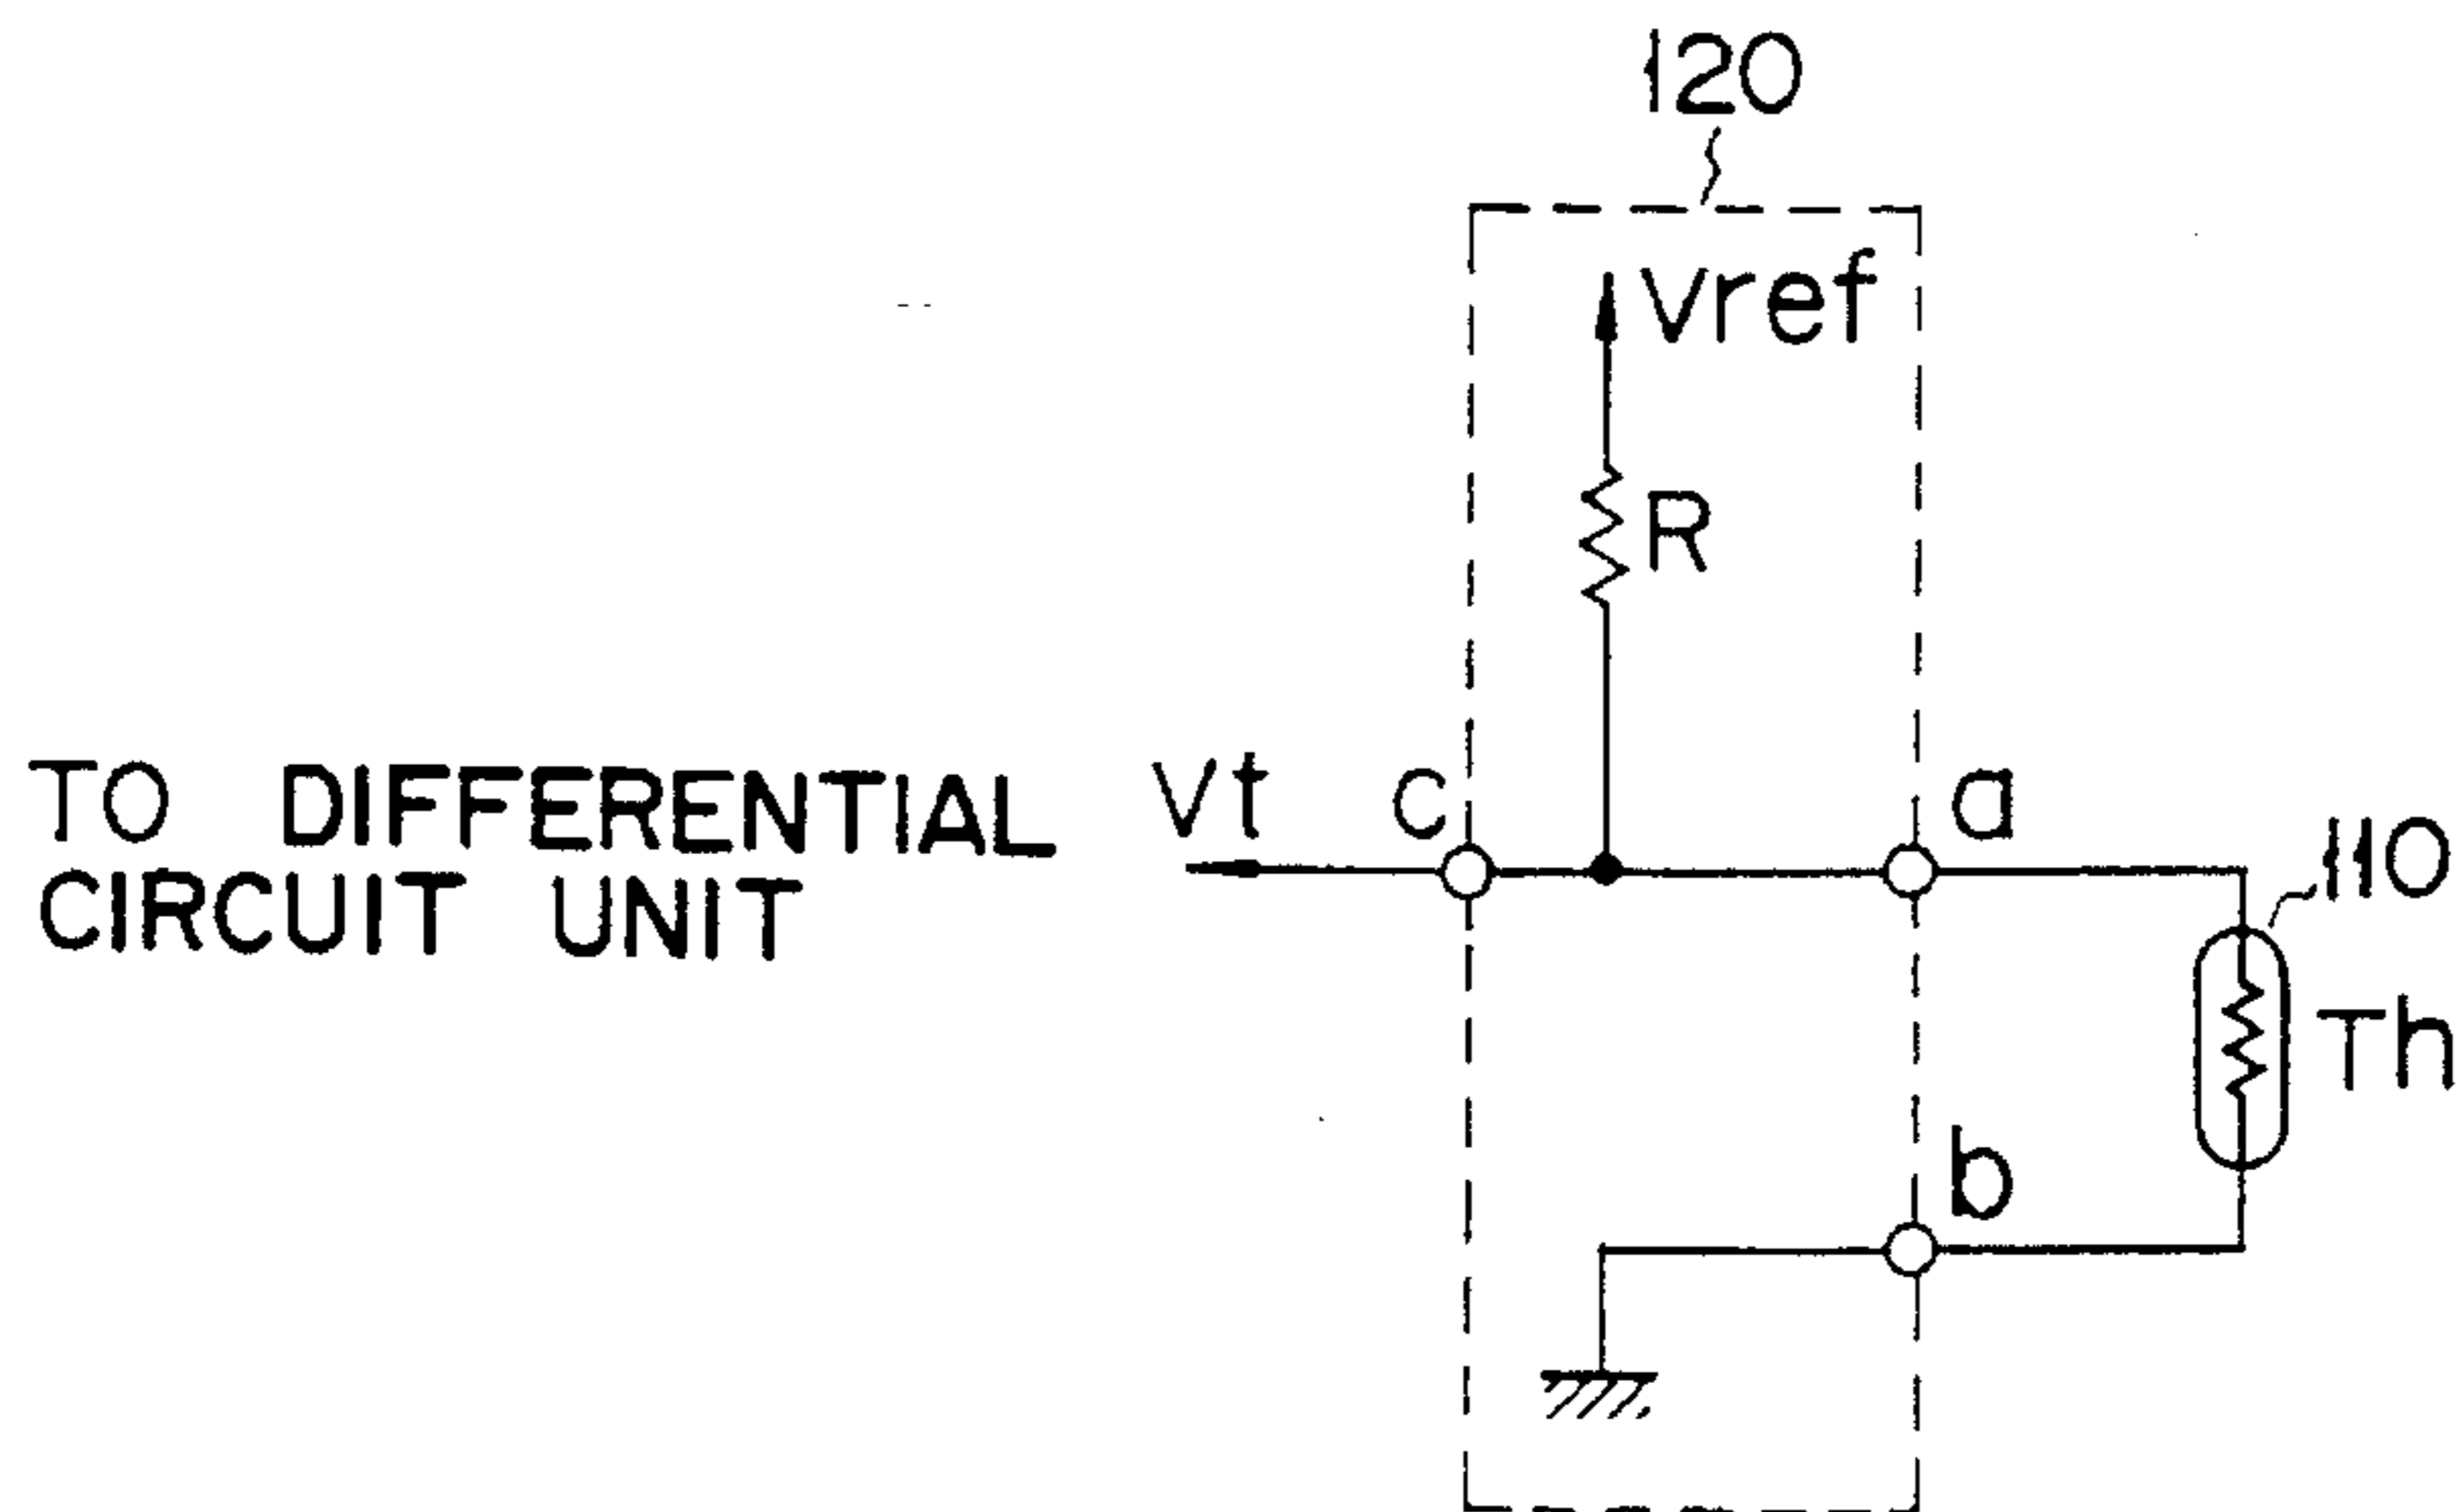 120
Vref
R
TO DIFFERENTIAL
CIRCUIT UNIT
Vt
c
a
110
Th
b